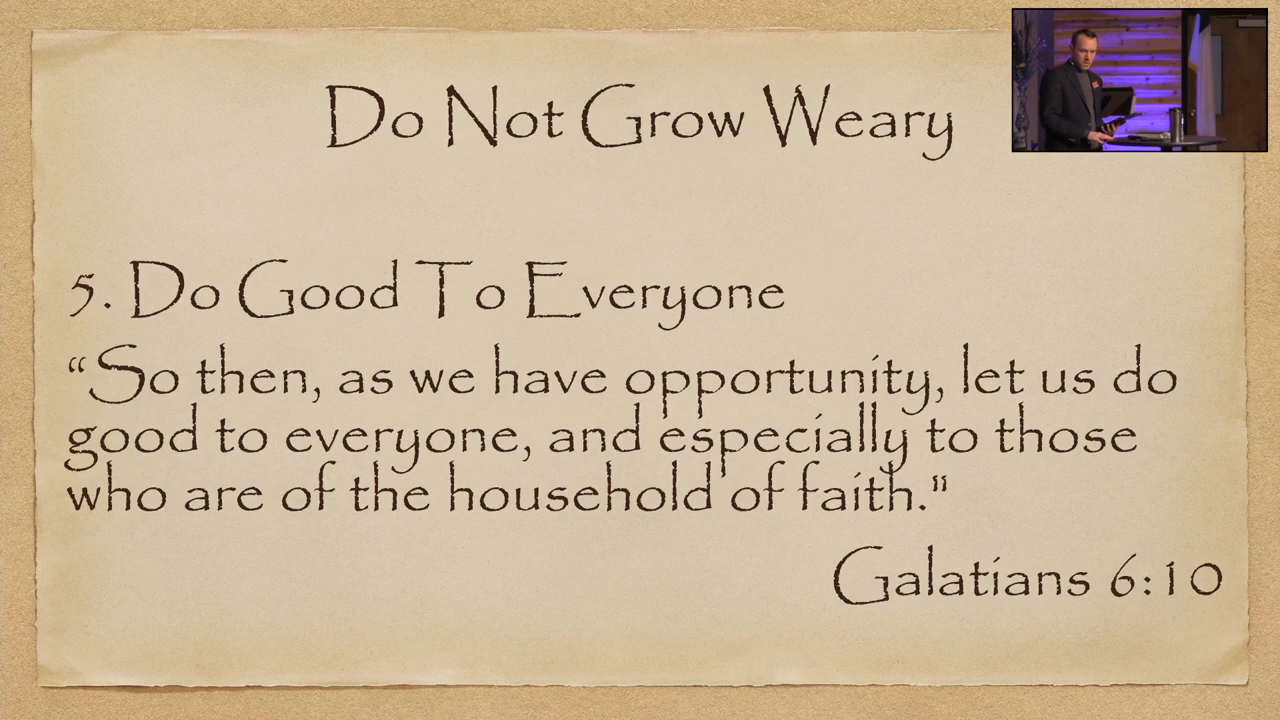 Do Not Grow Weary
5. Do Good To Everyone
“So then, as we have opportunity, let us do
good to everyone, and especially to those
who are of the household of faith."
Galatians 6:10